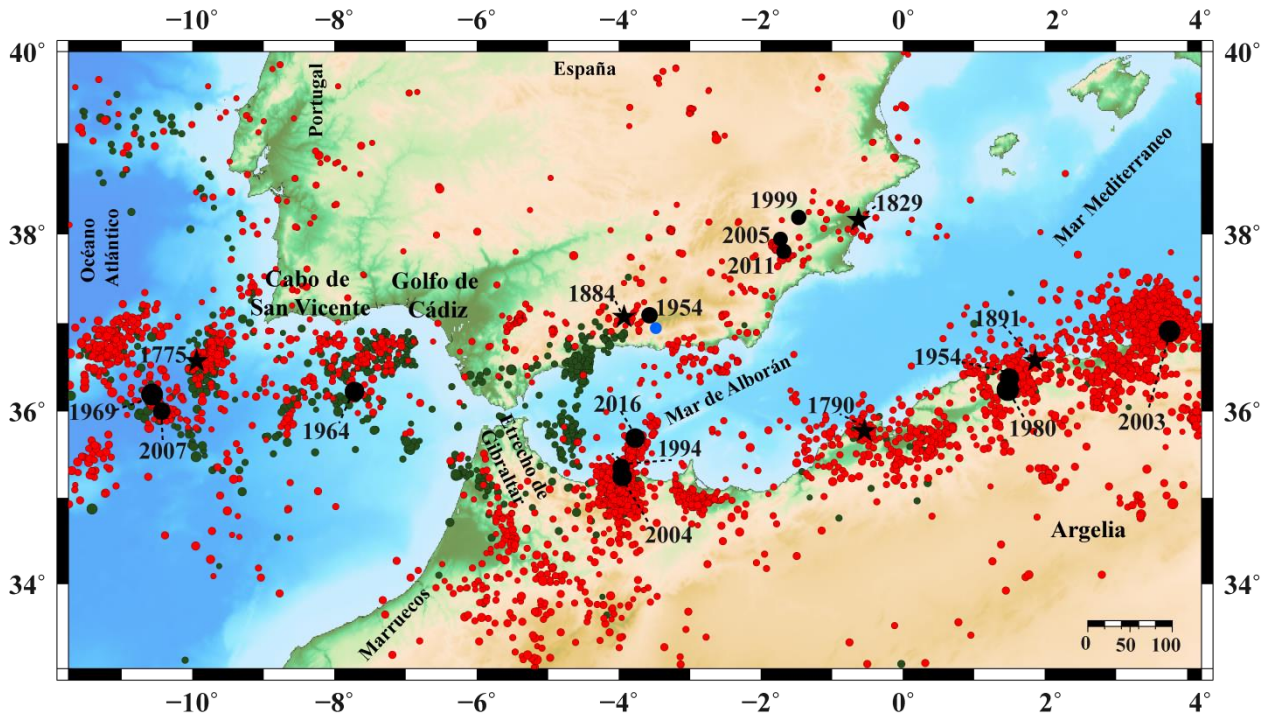 −10° −8° −6° −4° −2° 0° 2° 4°
40° 40°
España
Portugal
Mar Mediterraneo
1999 1829
Océano
Atlántico
38° 2005 38°
2011
Cabo de
San Vicente
Golfo de
Cádiz
1884 1954
1891
1775 1954
Mar de Alborán
1969 36° 2016 1790 36°
2007 1964 1994 1980 2003
Etrecho de
Gibraltar
2004 Argelia
34° 34°
Marruecos
0 50 100
−10° −8° −6° −4° −2° 0° 2° 4°